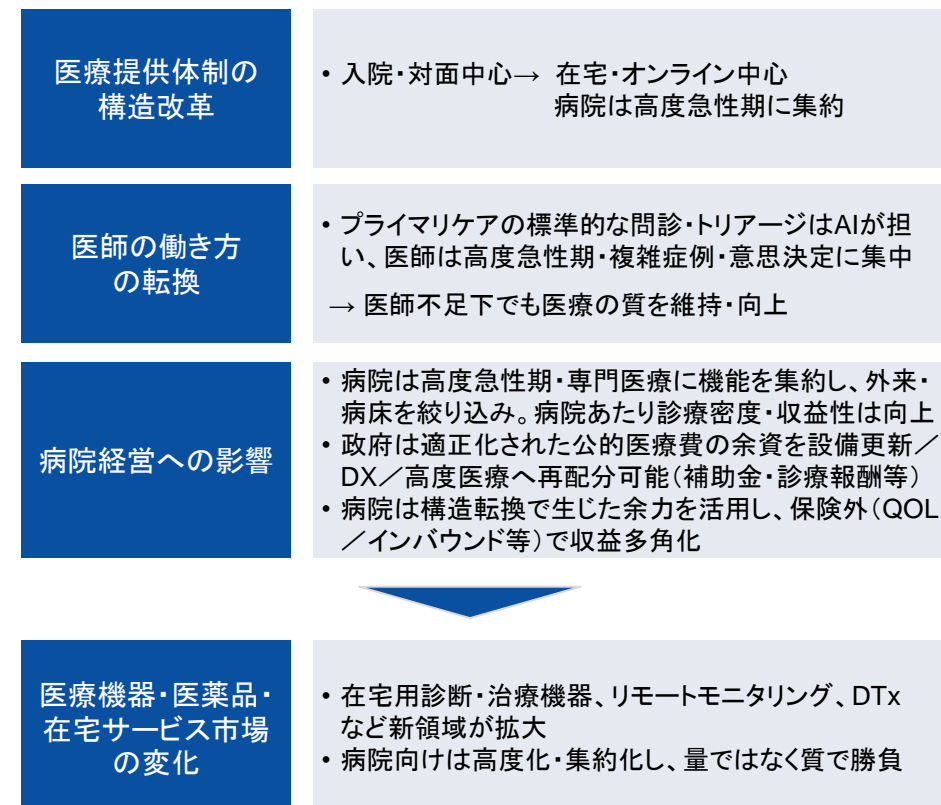 医療提供体制の
構造改革
• 入院・対面中心→ 在宅・オンライン中心
病院は高度急性期に集約
医師の働き方
の転換
• プライマリケアの標準的な問診・トリアージはAIが担
い、医師は高度急性期・複雑症例・意思決定に集中
→ 医師不足下でも医療の質を維持・向上
病院経営への影響
• 病院は高度急性期・専門医療に機能を集約し、外来・
病床を絞り込み。病院あたり診療密度・収益性は向上
• 政府は適正化された公的医療費の余資を設備更新／
DX／高度医療へ再配分可能（補助金・診療報酬等）
• 病院は構造転換で生じた余力を活用し、保険外（QOL
／インバウンド等）で収益多角化
医療機器・医薬品・
在宅サービス市場
の変化
• 在宅用診断・治療機器、リモートモニタリング、DTx
など新領域が拡大
• 病院向けは高度化・集約化し、量ではなく質で勝負